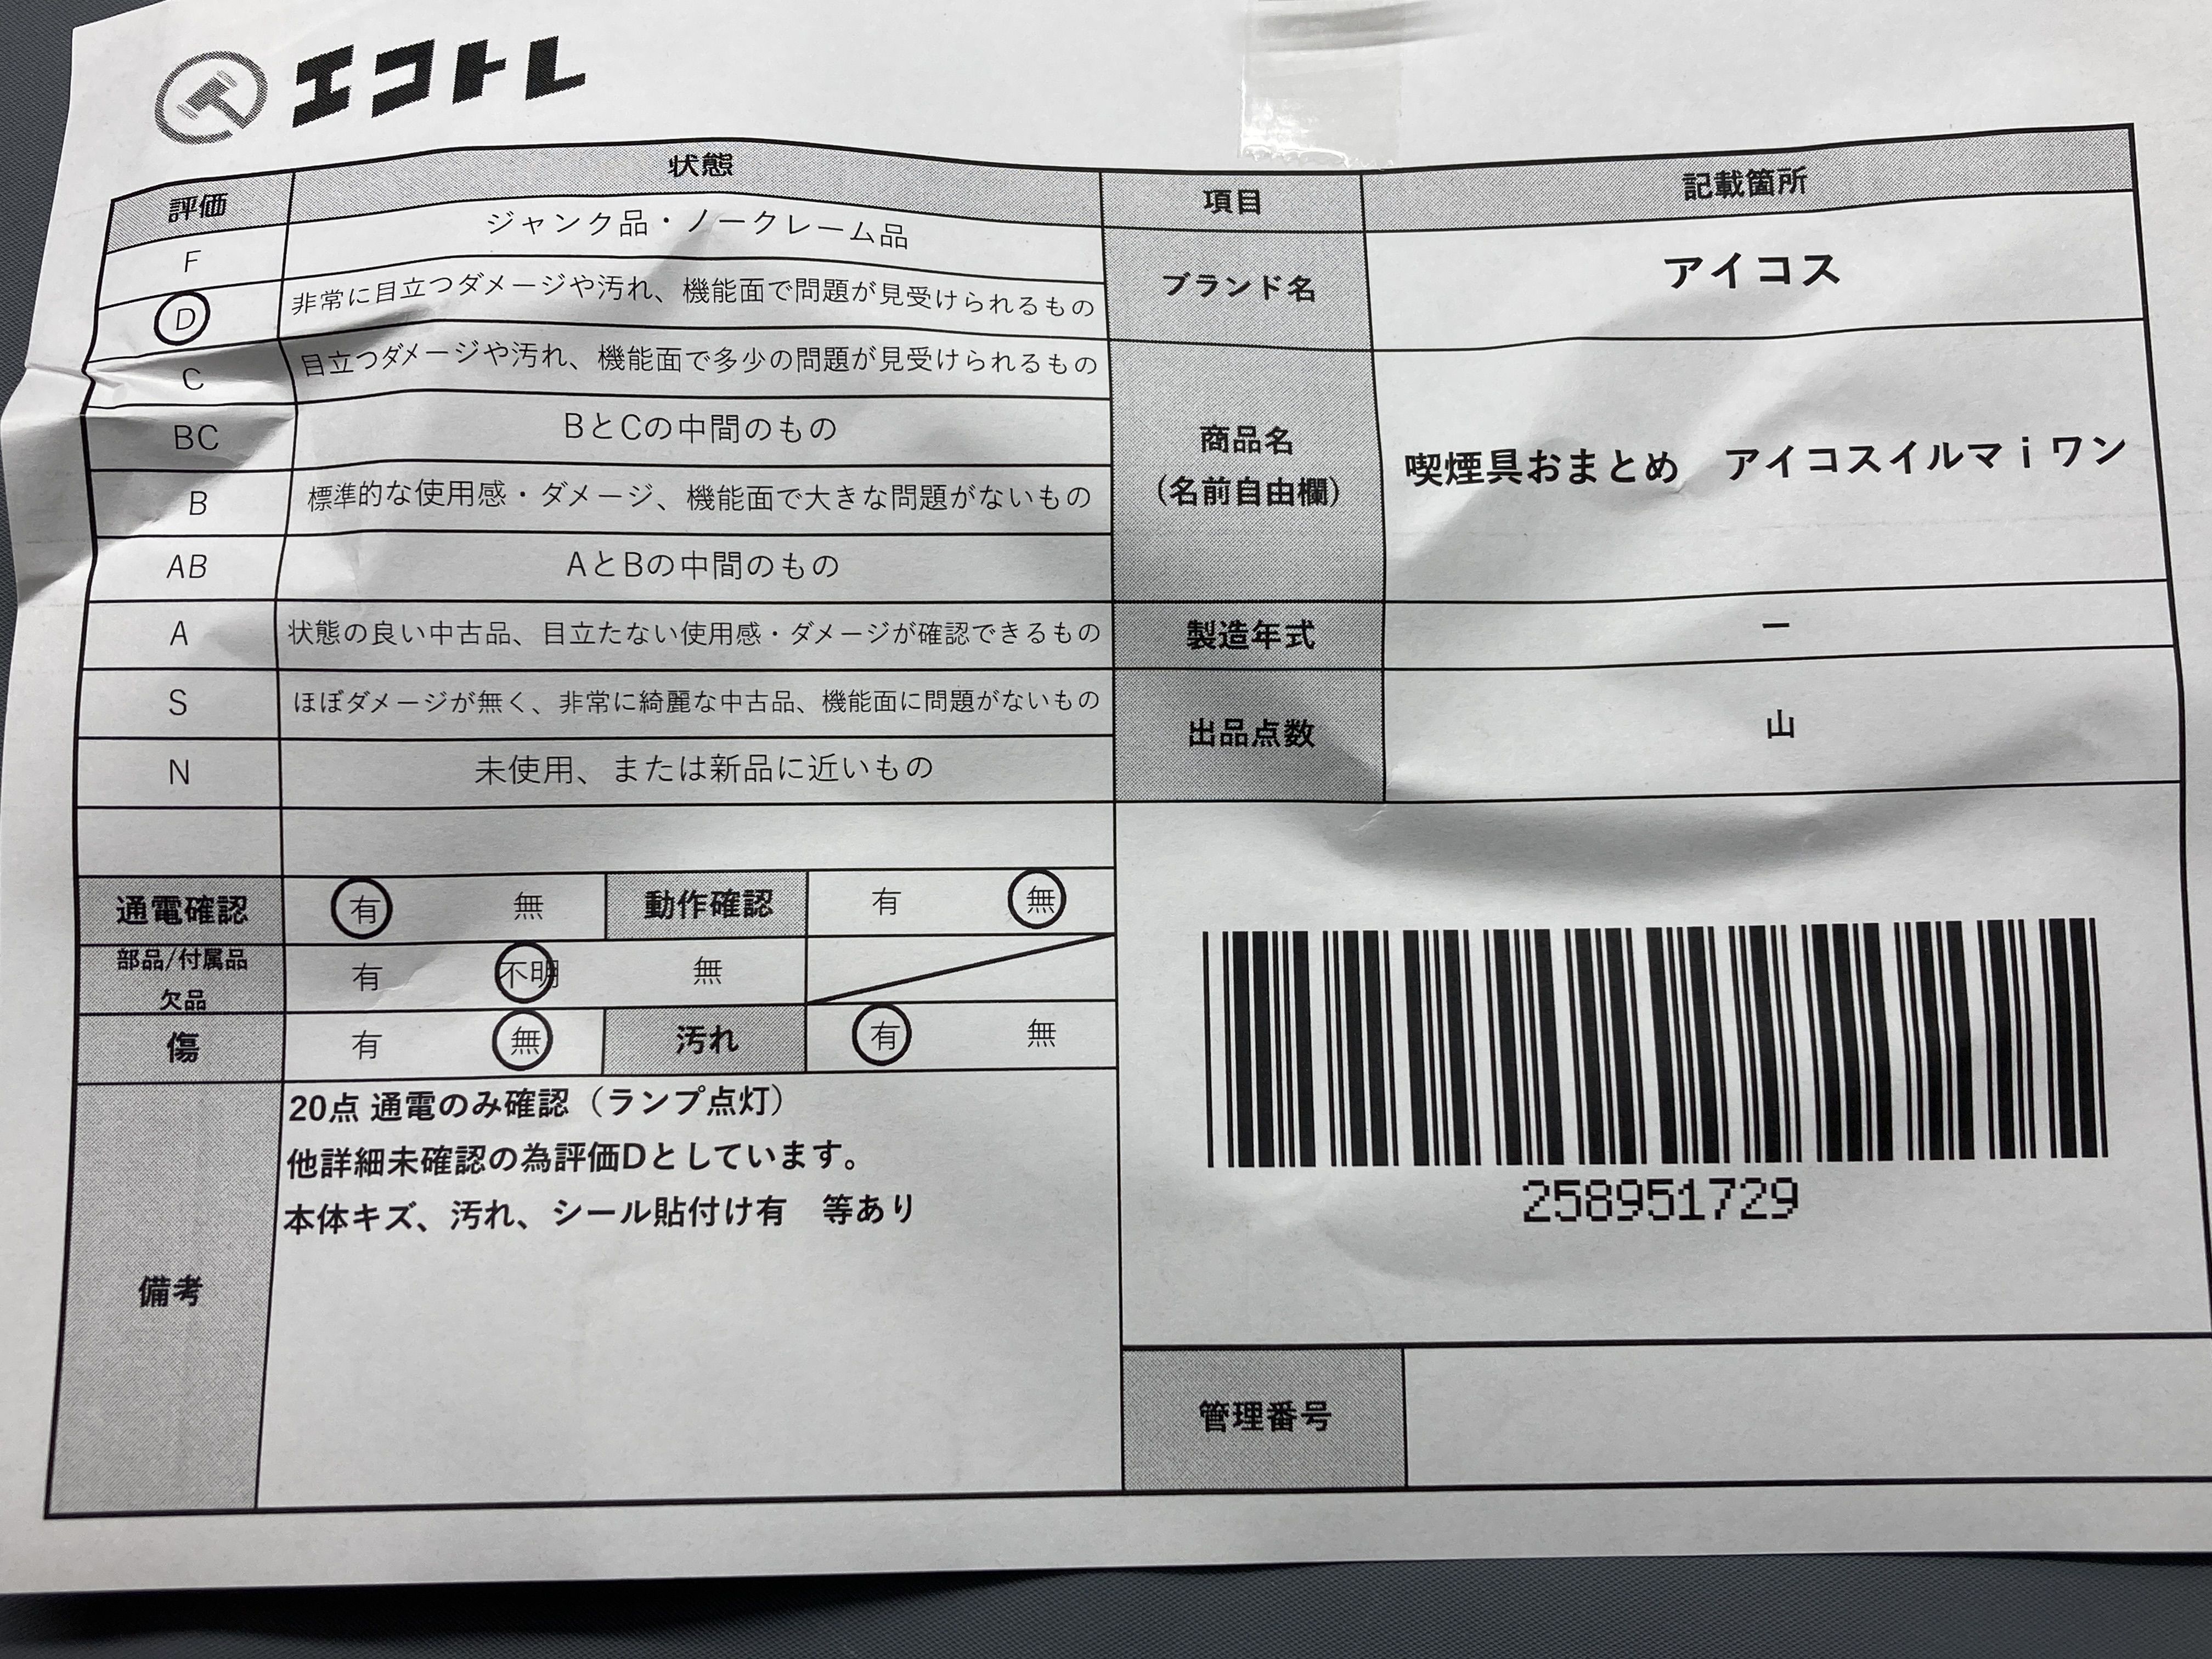 エコトレ
評価 状態
F ジャンク品・ノークレーム品
D 非常に目立つダメージや汚れ、機能面で問題が見受けられるもの
C 目立つダメージや汚れ、機能面で多少の問題が見受けられるもの
BC BとCの中間のもの
B 標準的な使用感・ダメージ、機能面で大きな問題がないもの
AB AとBの中間のもの
A 状態の良い中古品、目立たない使用感・ダメージが確認できるもの
S ほぼダメージが無く、非常に綺麗な中古品、機能面に問題がないもの
N 未使用、または新品に近いもの
通電確認 有 無 動作確認 有 無
部品/付属品
欠品 有 不明 無
傷 有 無 汚れ 有 無
備考
20点 通電のみ確認（ランプ点灯）
他詳細未確認の為評価Dとしています。
本体キズ、汚れ、シール貼付け有　等あり
項目 記載箇所
ブランド名 アイコス
商品名
（名前自由欄） 喫煙具おまとめ　アイコスイルマｉワン
製造年式 ー
出品点数 山
258951729
管理番号